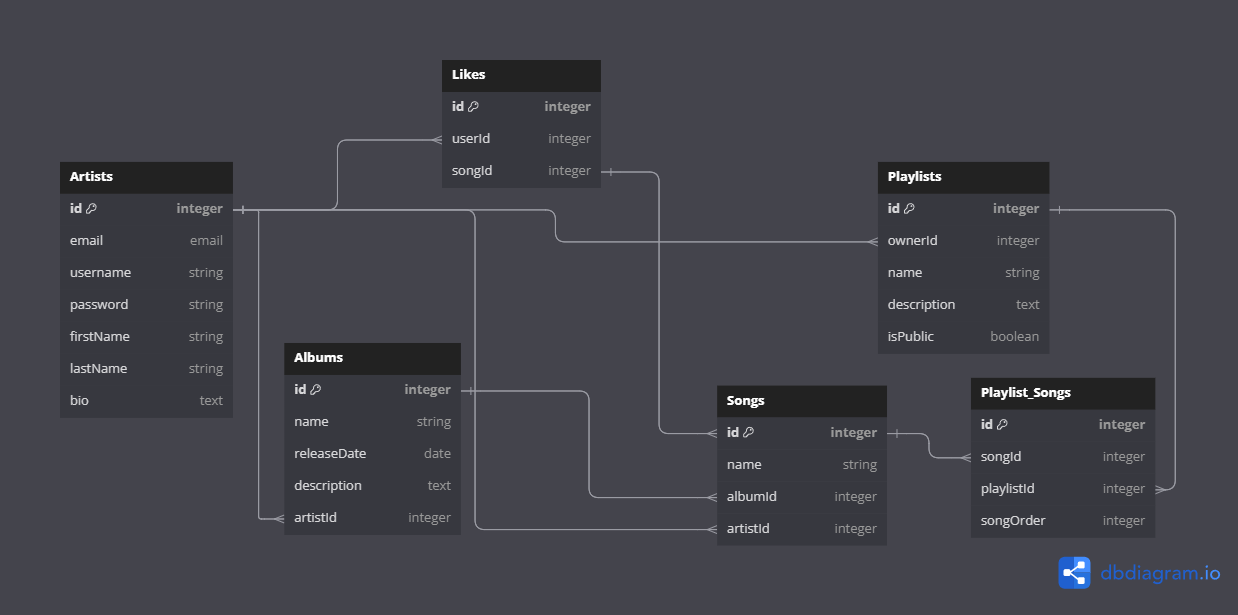 Likes
id integer
userId integer
songId integer
Artists
id integer
email email
username string
password string
firstName string
lastName string
bio text
Playlists
id integer
ownerId integer
name string
description text
isPublic boolean
Albums
id integer
name string
releaseDate date
description text
artistId integer
Songs
id integer
name string
albumId integer
artistId integer
Playlist_Songs
id integer
songId integer
playlistId integer
songOrder integer
dbdiagram.io